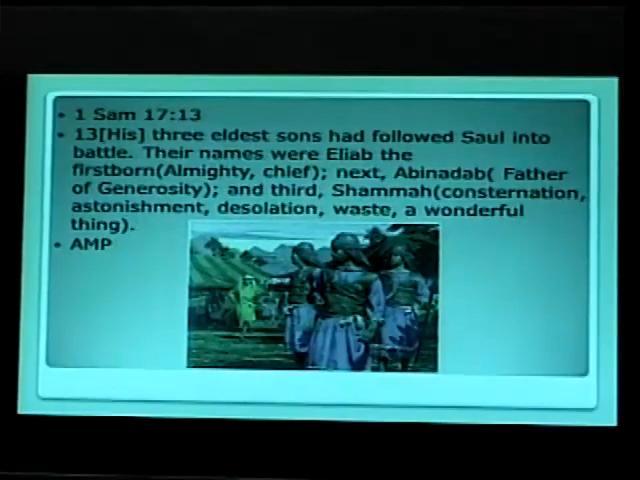 • 1 Sam 17:13
• 13[His] three eldest sons had followed Saul into
battle. Their names were Eliab the
firstborn(Almighty, chief); next, Abinadab( Father
of Generosity); and third, Shammah(consternation,
astonishment, desolation, waste, a wonderful
thing).
• AMP